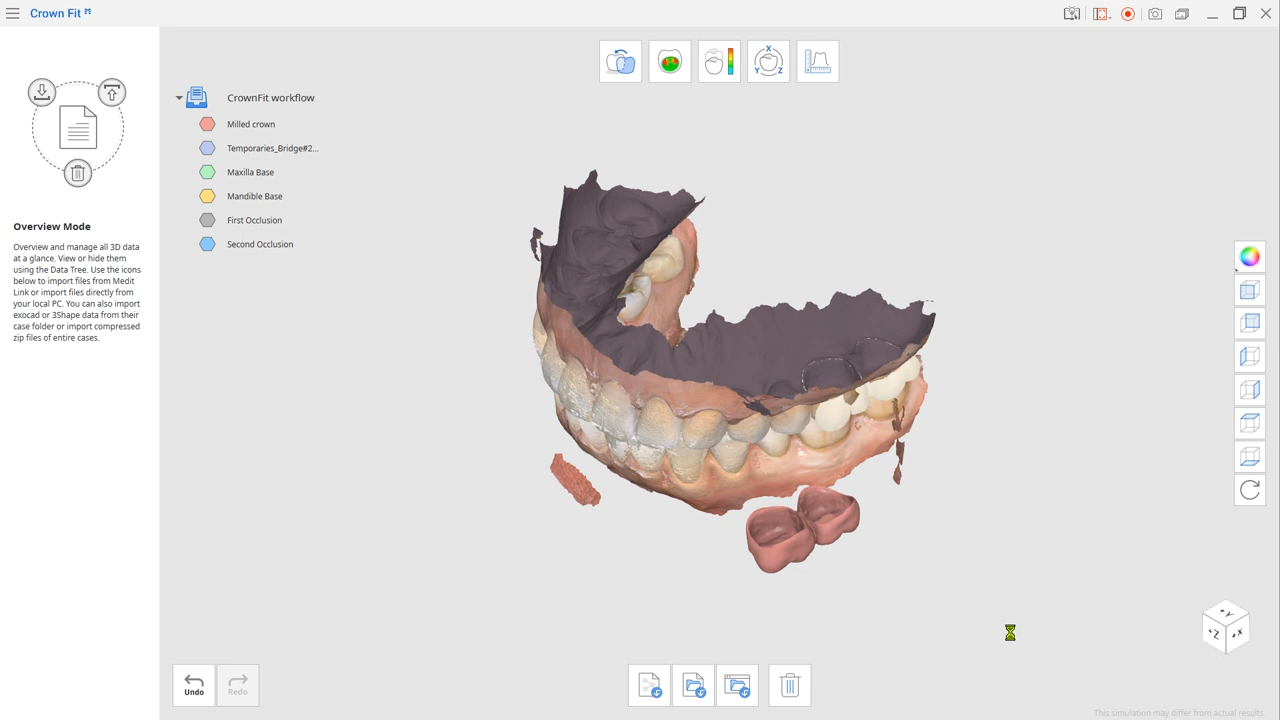 Crown Fit
CrownFit workflow
Milled crown
Temporaries_Bridge#2...
Maxilla Base
Mandible Base
First Occlusion
Second Occlusion
Overview Mode
Overview and manage all 3D data
at a glance. View or hide them
using the Data Tree. Use the icons
below to import files from Medit
Link or import files directly from
your local PC. You can also import
exocad or 3Shape data from their
case folder or import compressed
zip files of entire cases.
X
Y
Z
Undo
Redo
Y
Z
X
This simulation may differ from actual results.